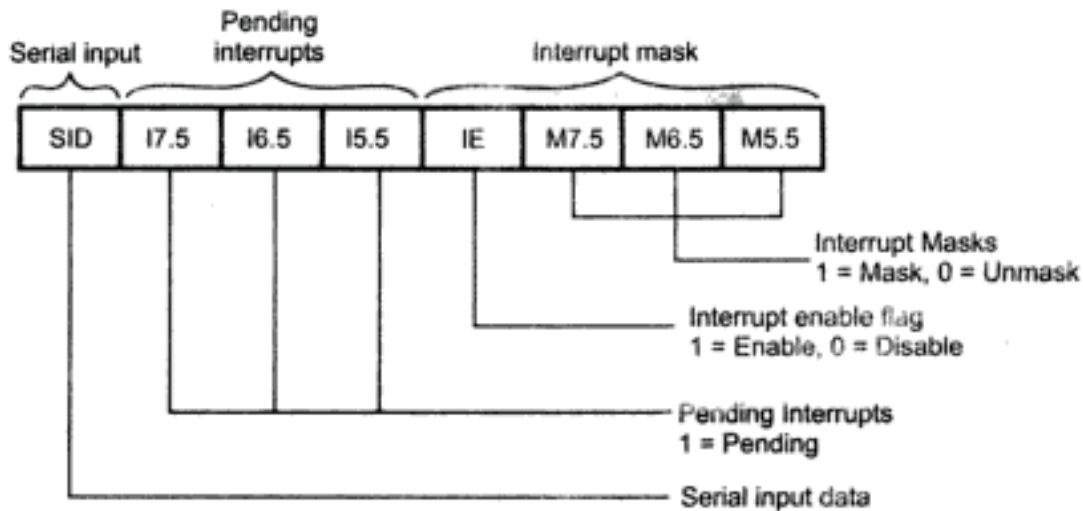 Pending
interrupts
Serial input
Interrupt mask
SID I7.5 I6.5 I5.5 IE M7.5 M6.5 M5.5
Interrupt Masks
1 = Mask, 0 = Unmask
Interrupt enable flag
1 = Enable, 0 = Disable
Pending Interrupts
1 = Pending
Serial input data